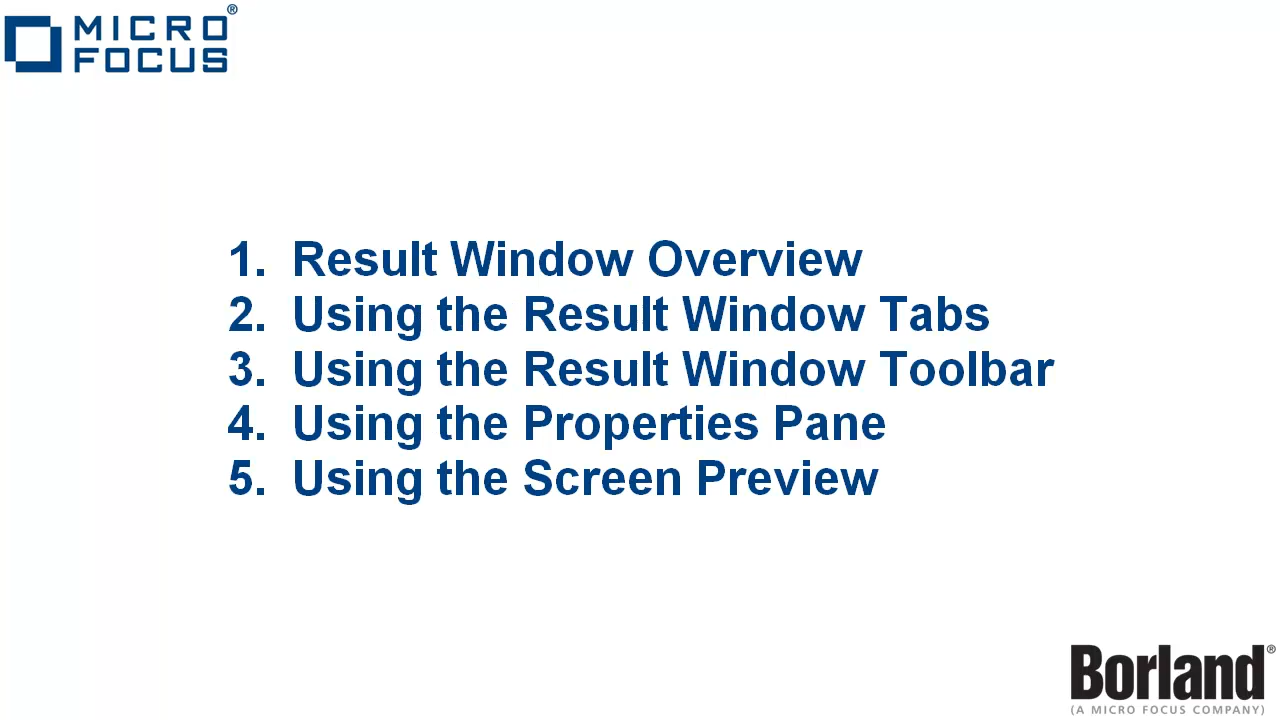 MICRO®
FOCUS
1. Result Window Overview
2. Using the Result Window Tabs
3. Using the Result Window Toolbar
4. Using the Properties Pane
5. Using the Screen Preview
Borland®
(A MICRO FOCUS COMPANY)